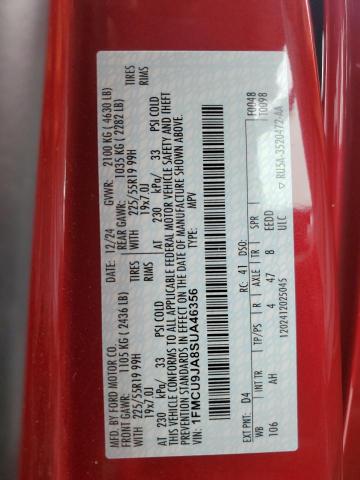 MFD. BY FORD MOTOR CO.
12/24
GVWR: 2100 KG ( 4630 LB)
FRONT GAWR: 1105 KG ( 2436 LB)
REAR GAWR: 1035 KG ( 2282 LB)
225/55R19 99H TIRES
225/55R19 99H TIRES
19x7.0J RIMS
19x7.0J RIMS
AT 230 kPa/ 33 PSI COLD
AT 230 kPa/ 33 PSI COLD
THIS VEHICLE CONFORMS TO ALL APPLICABLE FEDERAL MOTOR VEHICLE SAFETY AND THEFT
PREVENTION STANDARDS IN EFFECT ON THE DATE OF MANUFACTURE SHOWN ABOVE.
VIN: 1FMCU9JA8SUA46356
TYPE: MPV
F0048
T0098
EXT PNT: D4
RC: 41 DSO:
WB INT TR TP/PS R AXLE TR SPR
106 AH 4 47 8 EEDD
ULC
1202412025045
▽ RU5A-3520472-AA